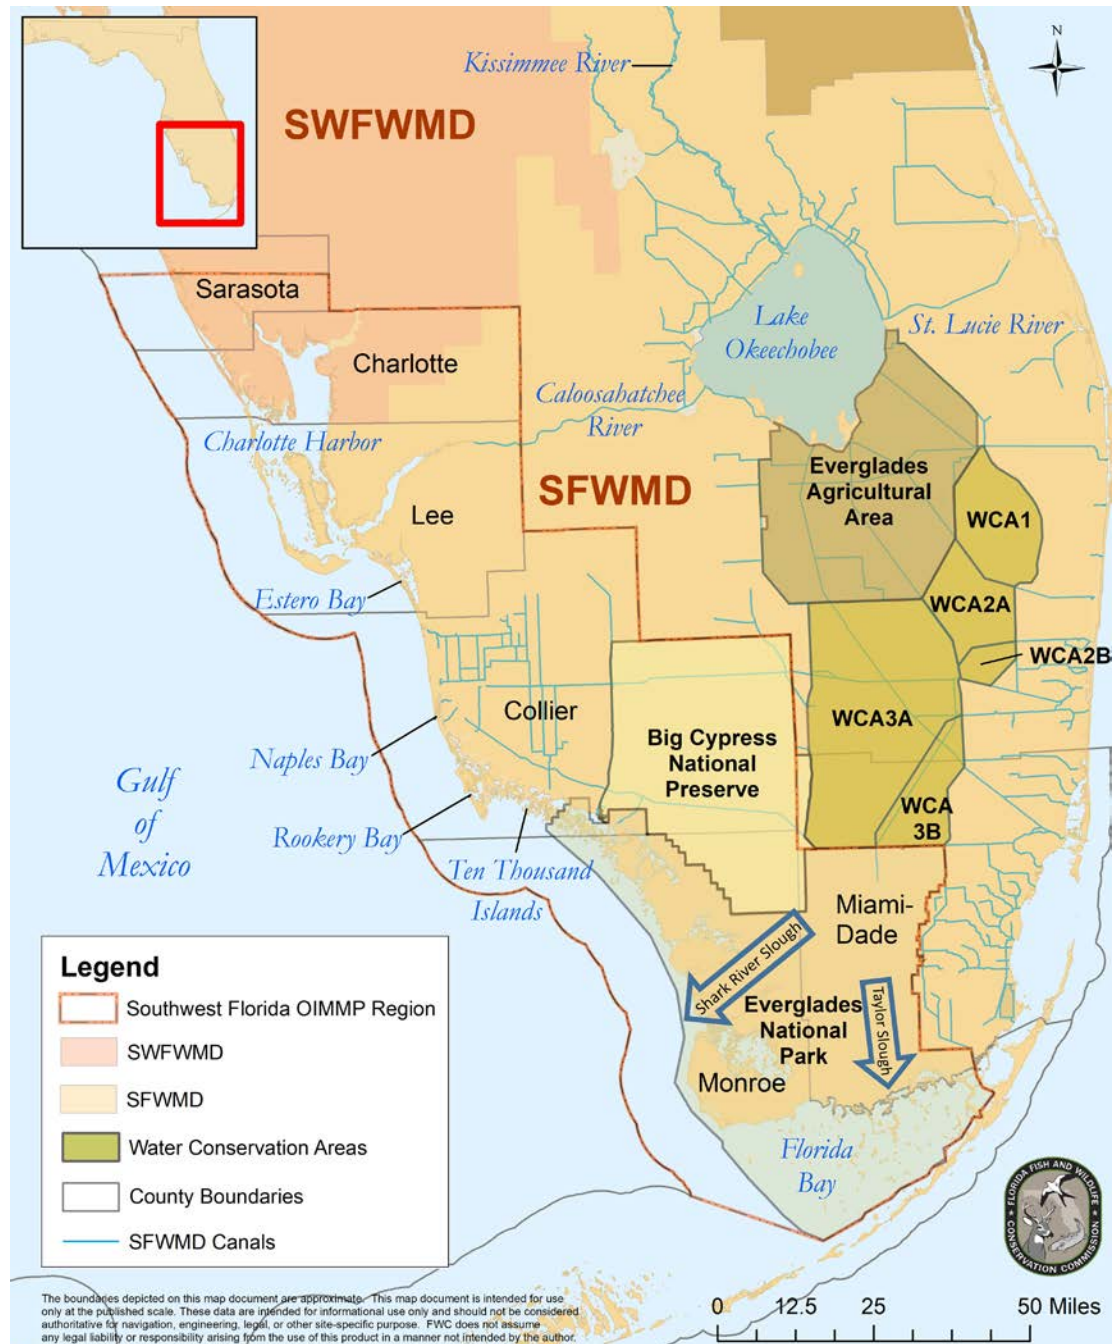 N
Kissimmee River
SWFWMD
Sarasota
Lake
Okeechobee
St. Lucie River
Charlotte
Caloosahatchee
River
Charlotte Harbor
Everglades
Agricultural
Area
SFWMD
Lee
WCA1
Estero Bay
WCA2A
WCA2B
Collier
WCA3A
Big Cypress
National
Preserve
Naples Bay
Gulf
of
Mexico
WCA
3B
Rookery Bay
Ten Thousand
Islands
Miami-
Dade
Shark River Slough
Taylor Slough
Everglades
National
Park
Monroe
Florida
Bay
Legend
Southwest Florida OIMMP Region
SWFWMD
SFWMD
Water Conservation Areas
County Boundaries
SFWMD Canals
FLORIDA FISH AND WILDLIFE
CONSERVATION COMMISSION
The boundaries depicted on this map document are approximate. This map document is intended for use
only at the published scale. These data are intended for informational use only and should not be considered
authoritative for navigation, engineering, legal, or other site-specific purpose. FWC does not assume
any legal liability or responsibility arising from the use of this product in a manner not intended by the author.
0 12.5 25 50 Miles